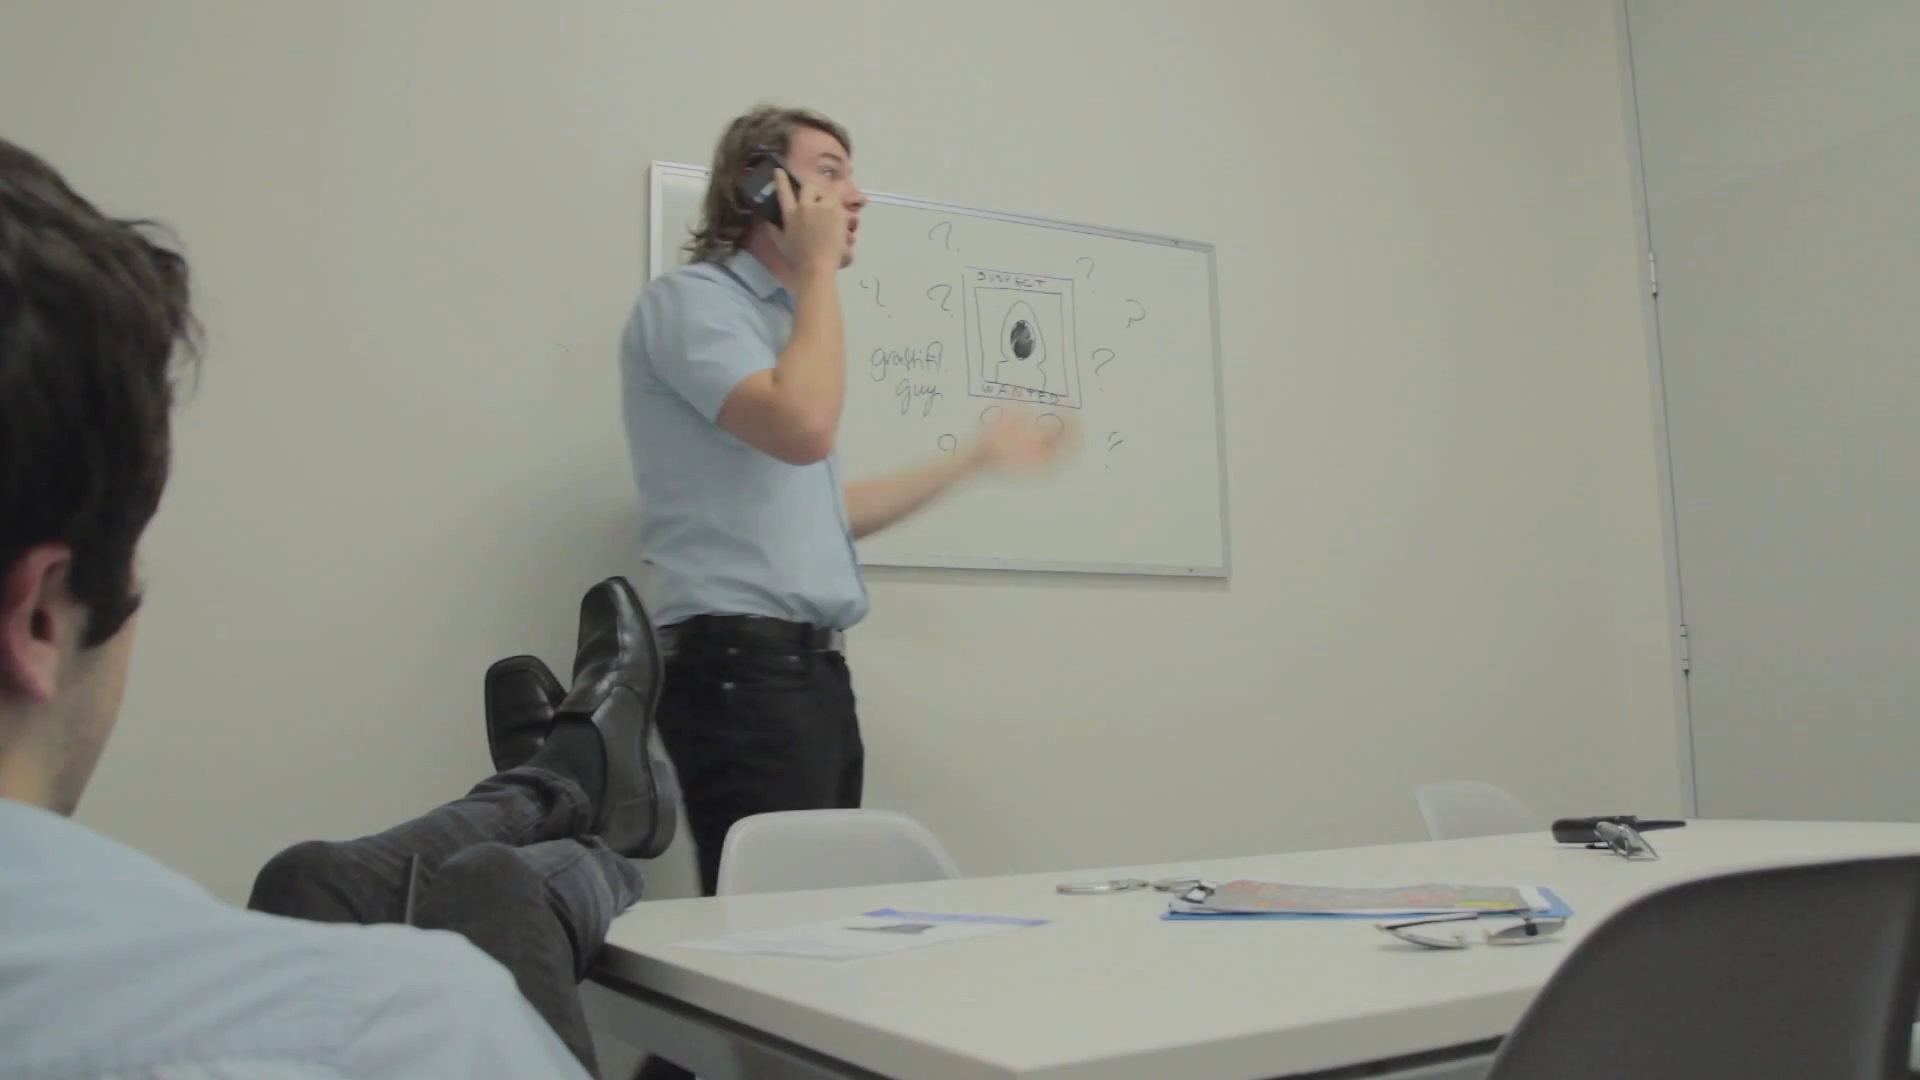 ?
?
? ? SUSPECT ?
graffiti
guy ?
WANTED
? ?
? ?